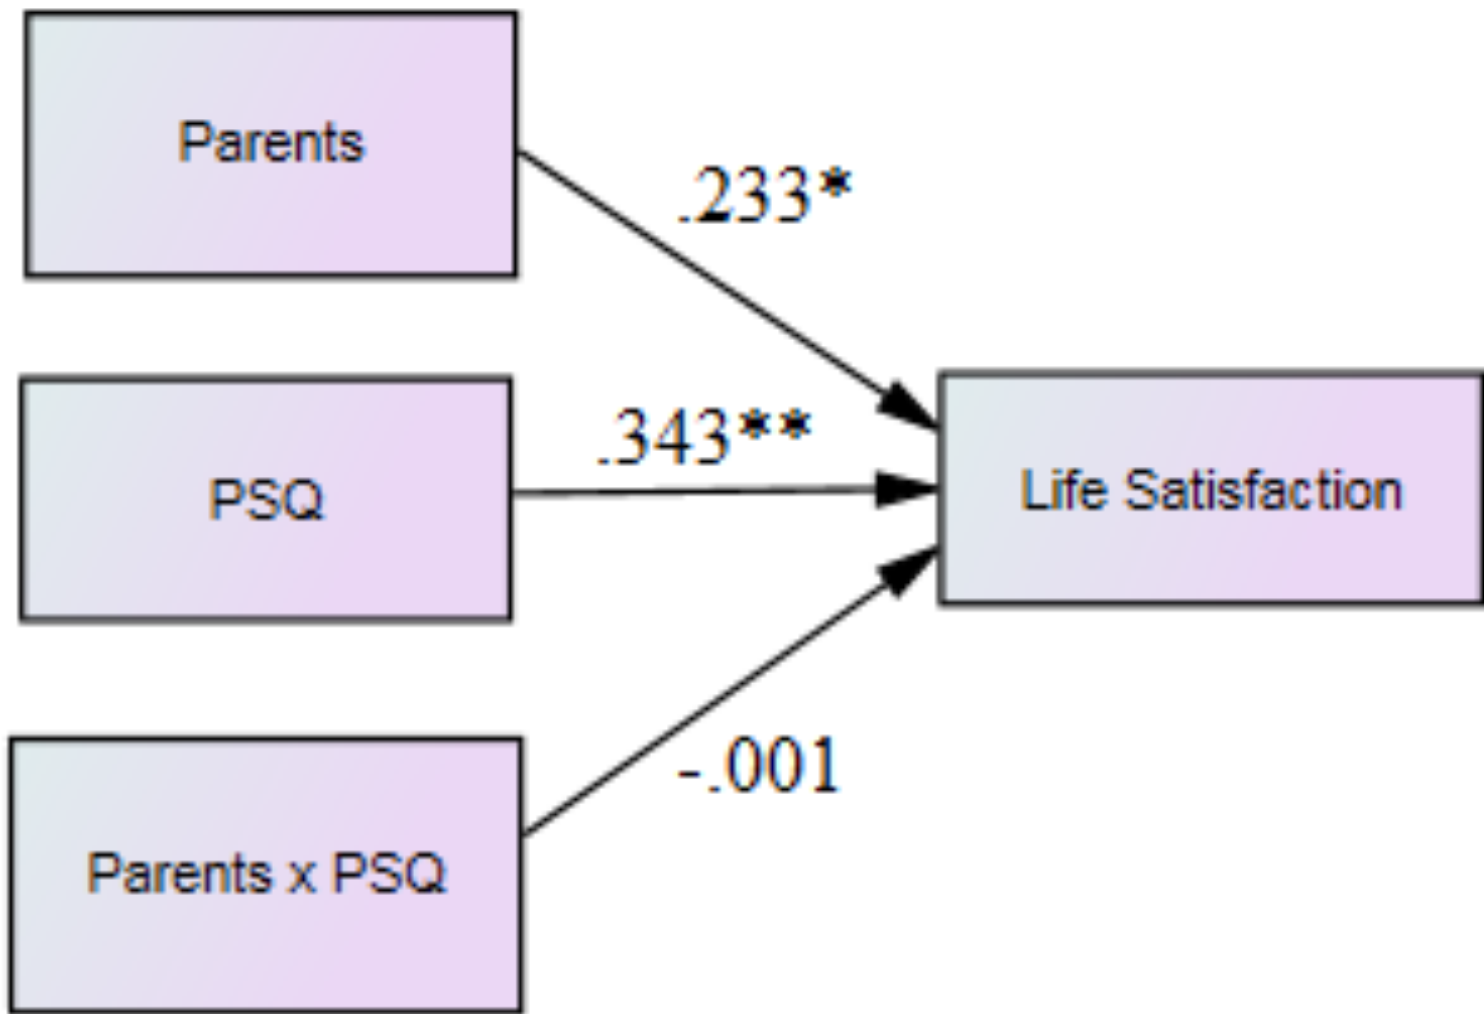 Parents
.233*
.343**
PSQ
Life Satisfaction
-.001
Parents x PSQ